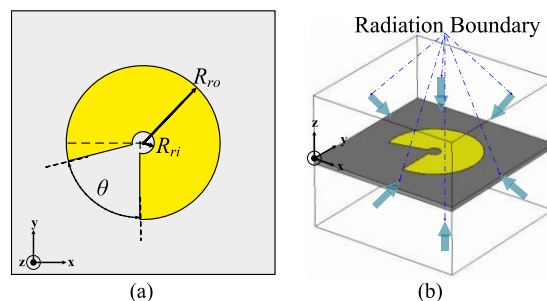 Radiation Boundary
R_ro
R_ri
θ
y
z
x
z
y
x
(a)
(b)